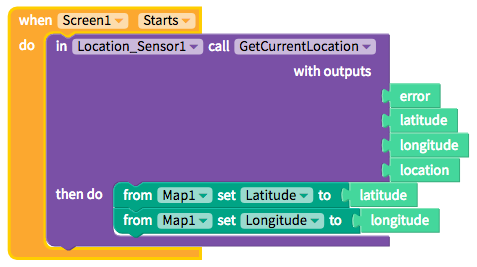 when Screen1 Starts
do in Location_Sensor1 call GetCurrentLocation
with outputs
error
latitude
longitude
location
then do from Map1 set Latitude to latitude
from Map1 set Longitude to longitude